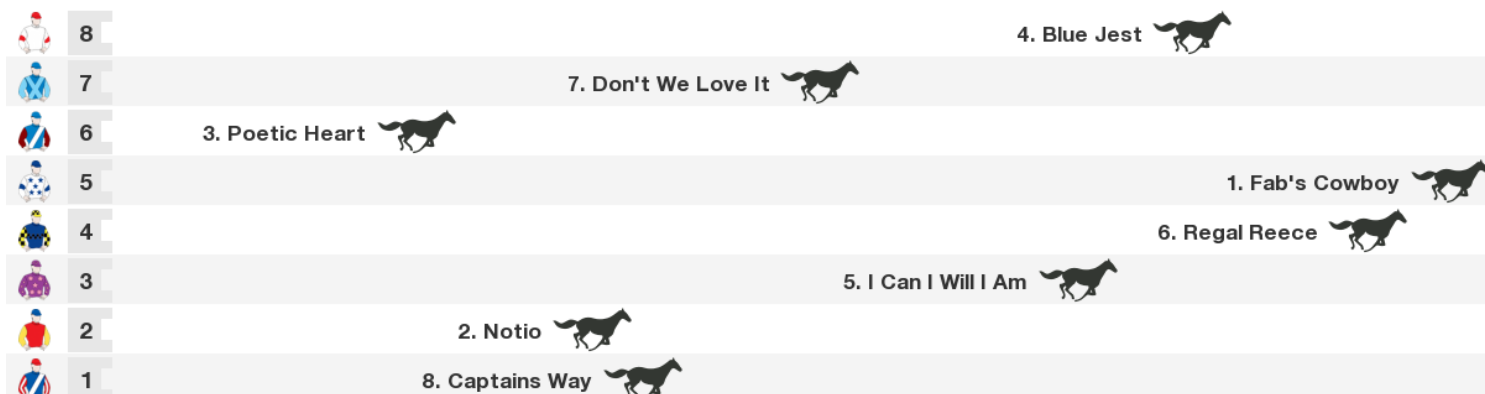 8 4. Blue Jest
7 7. Don't We Love It
6 3. Poetic Heart
5 1. Fab's Cowboy
4 6. Regal Reece
3 5. I Can I Will I Am
2 2. Notio
1 8. Captains Way